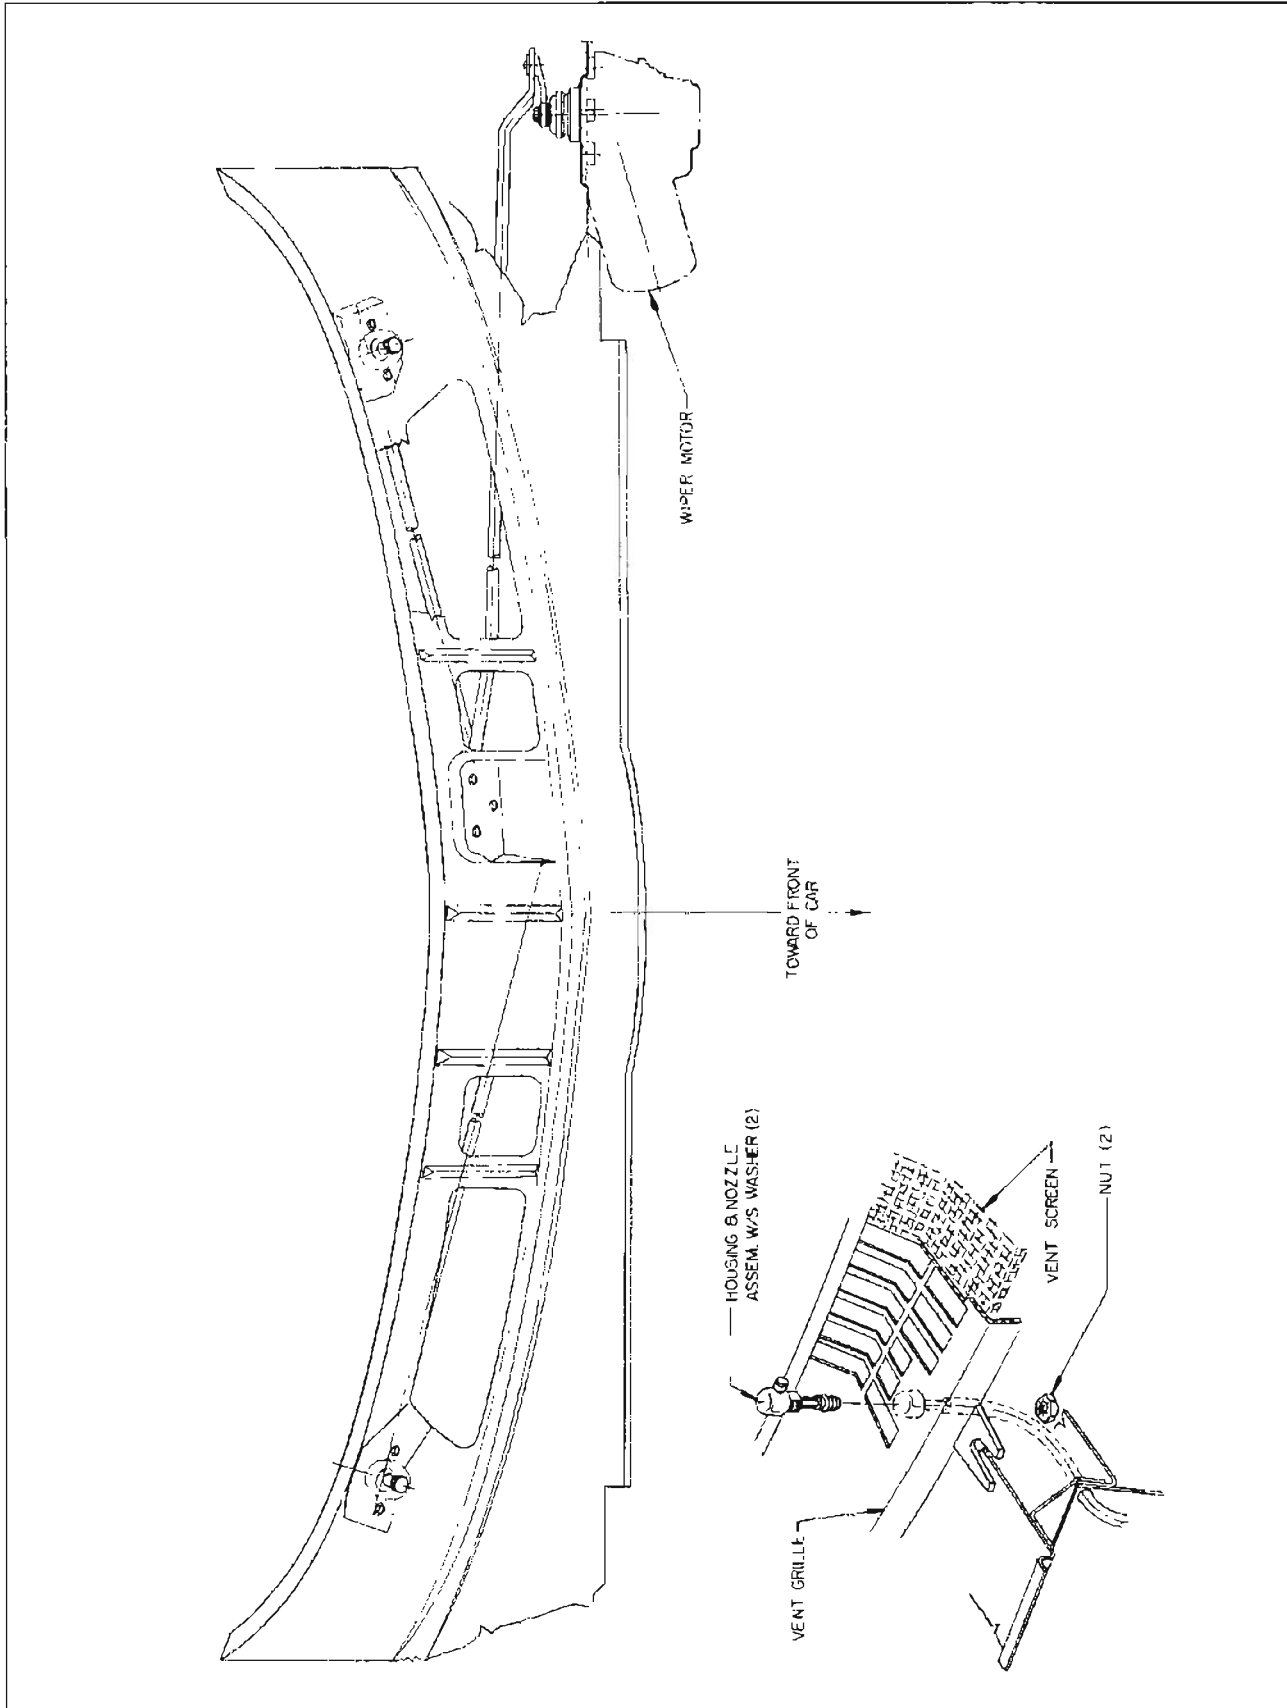 WIPER MOTOR
TOWARD FRONT
OF CAR
HOUSING & NOZZLE
ASSEM. W/S WASHER (2)
VENT SCREEN
NUT (2)
VENT GRILLE